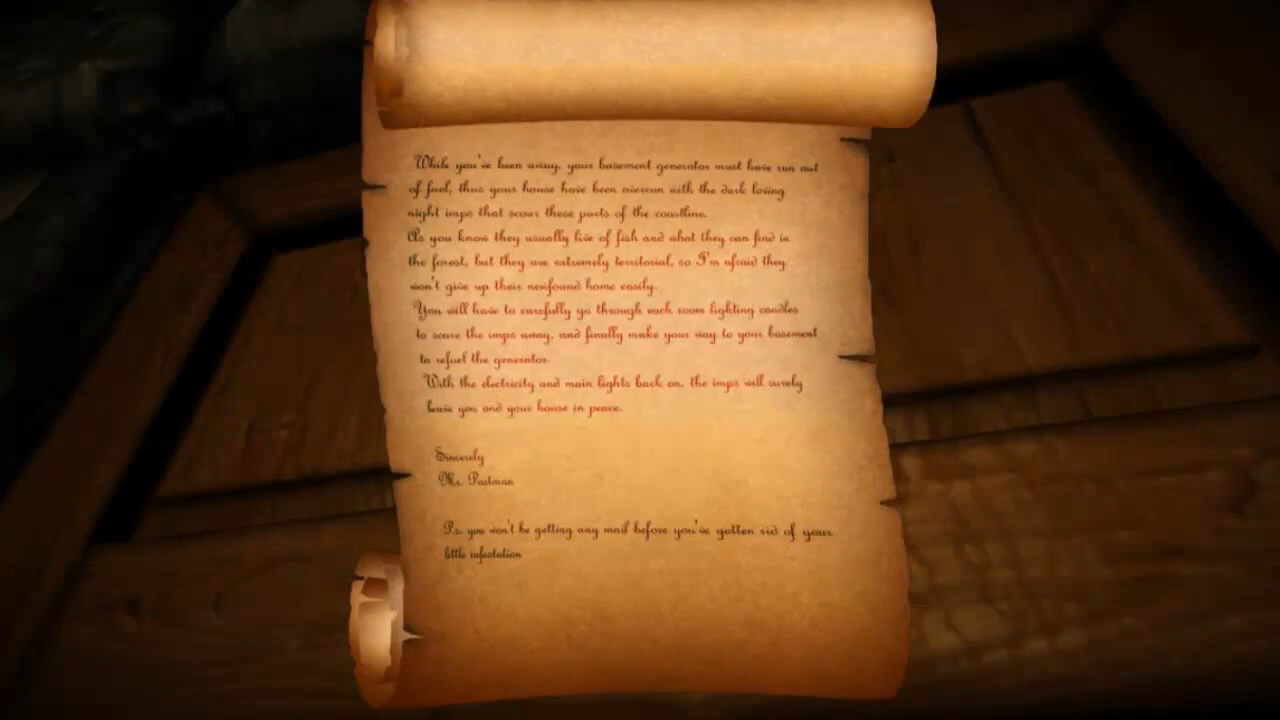 While you've been away, your basement generator must have run out
of fuel, thus your house have been overrun with the dark loving
night imps that scour these parts of the coastline.
As you know they usually live of fish and what they can find in
the forest, but they are extremely territorial, so I'm afraid they
won't give up their newfound home easily.
You will have to carefully go through each room lighting candles
to scare the imps away, and finally make your way to your basement
to refuel the generator.
With the electricity and main lights back on, the imps will surely
leave you and your house in peace.
Sincerely
Mr. Postman
Ps. you won't be getting any mail before you've gotten rid of your
little infestation